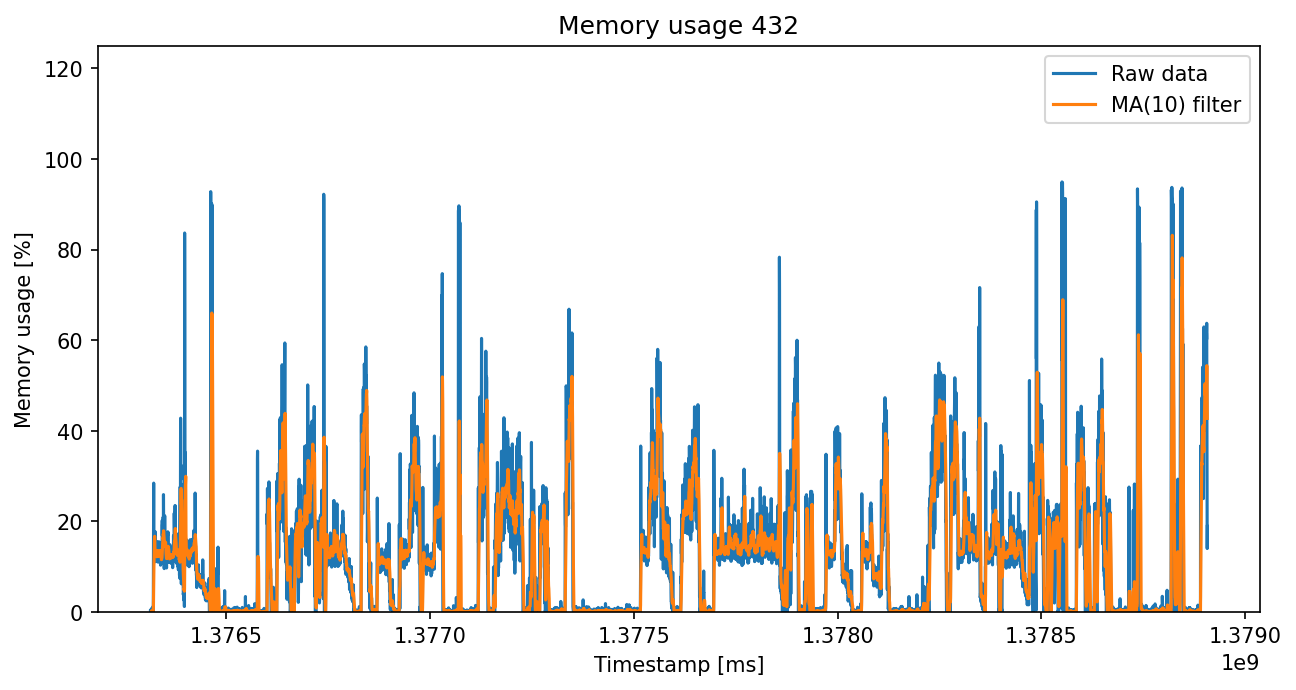 Memory usage 432
Raw data
MA(10) filter
Memory usage [%]
120
100
80
60
40
20
0
1.3765 1.3770 1.3775 1.3780 1.3785 1.3790
1e9
Timestamp [ms]